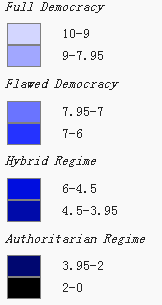 Full Democracy
10-9
9-7.95
Flawed Democracy
7.95-7
7-6
Hybrid Regime
6-4.5
4.5-3.95
Authoritarian Regime
3.95-2
2-0